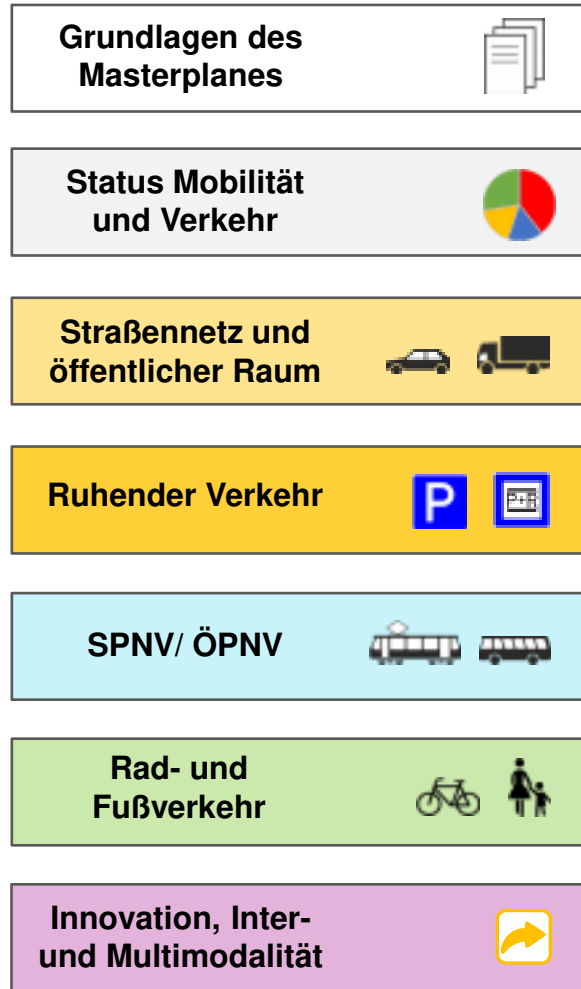 Grundlagen des
Masterplanes
Status Mobilität
und Verkehr
Straßennetz und
öffentlicher Raum
Ruhender Verkehr
P
P+R
SPNV/ ÖPNV
Rad- und
Fußverkehr
Innovation, Inter-
und Multimodalität